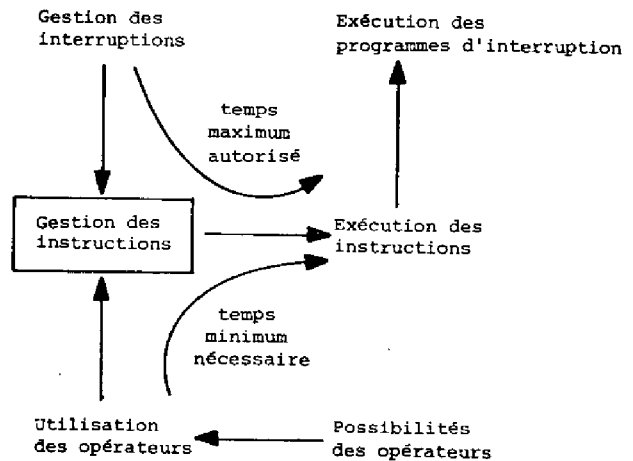 Gestion des
interruptions
Exécution des
programmes d'interruption
temps
maximum
autorisé
Gestion des
instructions
Exécution des
instructions
temps
minimum
nécessaire
Utilisation
des opérateurs
Possibilités
des opérateurs